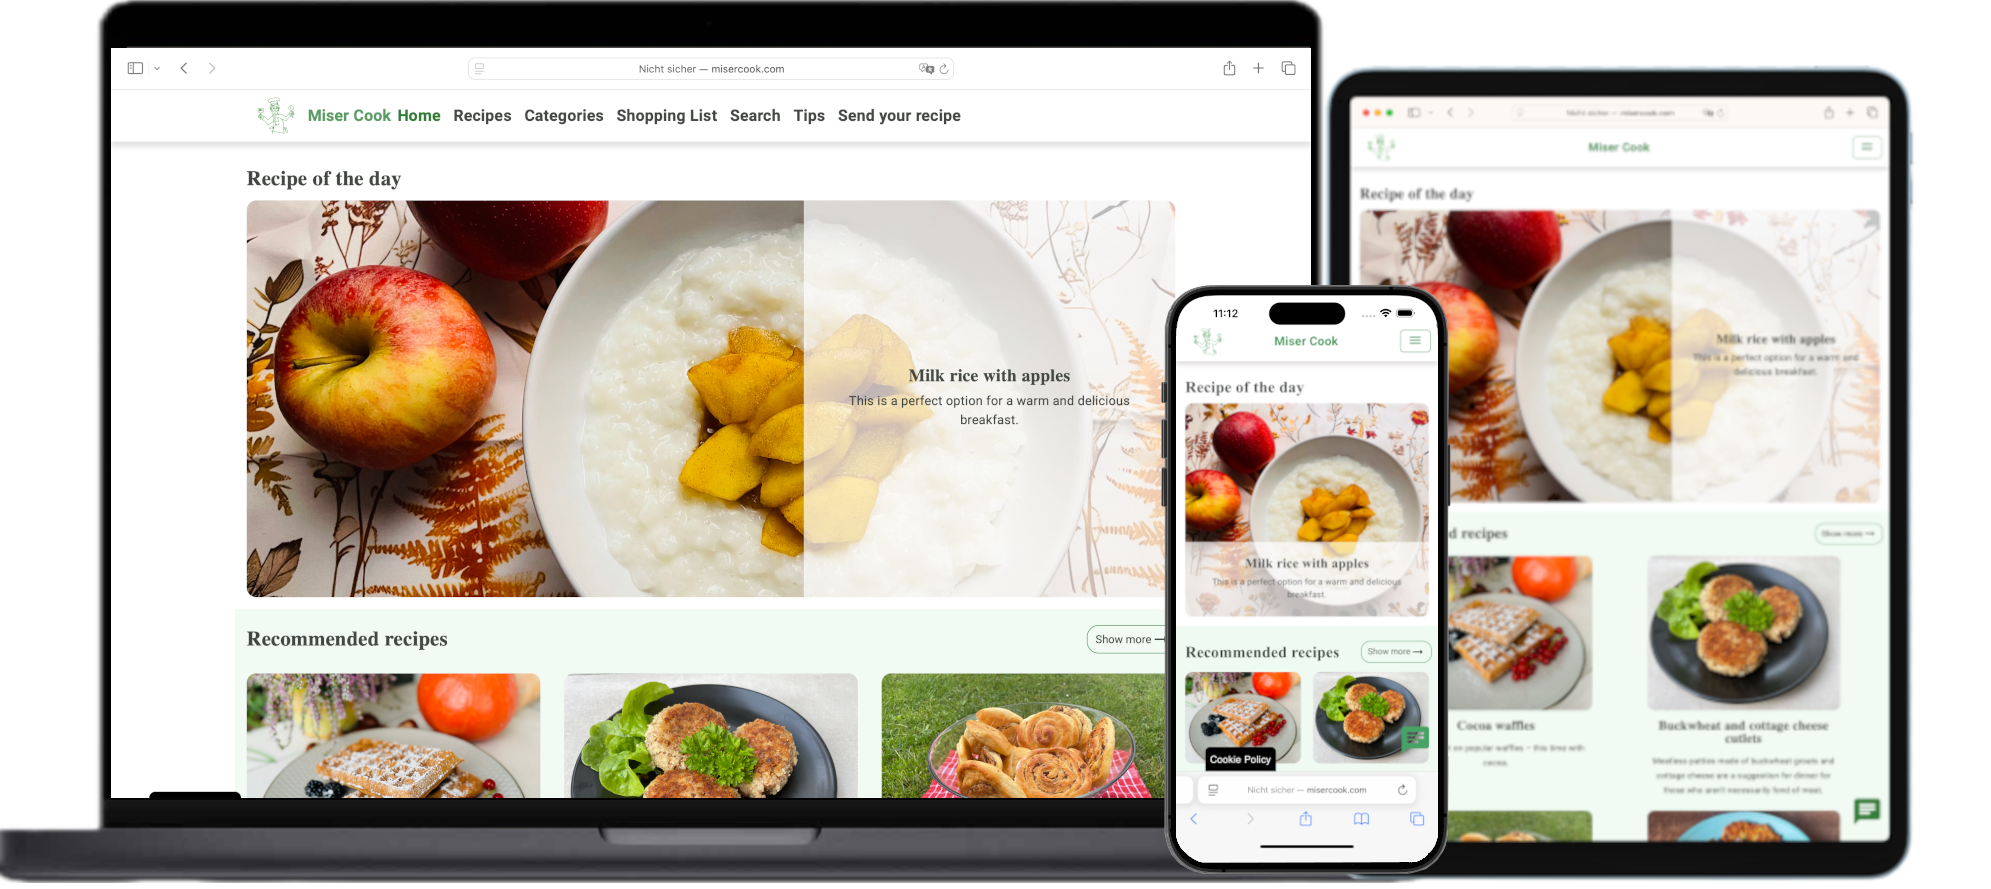 Nicht sicher — misercook.com
Miser Cook Home Recipes Categories Shopping List Search Tips Send your recipe
Recipe of the day
Milk rice with apples
This is a perfect option for a warm and delicious
breakfast.
Recommended recipes
Show more
11:12
Miser Cook
Recipe of the day
Milk rice with apples
This is a perfect option for a warm and delicious
breakfast.
Recommended recipes
Show more
Cookie Policy
Nicht sicher — misercook.com
Nicht sicher — misercook.com
Miser Cook
Recipe of the day
Milk rice with apples
This is a perfect option for a warm and
delicious breakfast.
d recipes
Show more
Cocoa waffles
on popular waffles – this time with
cocoa.
Buckwheat and cottage cheese
cutlets
Meatless patties made of buckwheat groats and
cottage cheese are a suggestion for dinner for
those who aren't necessarily fond of meat.